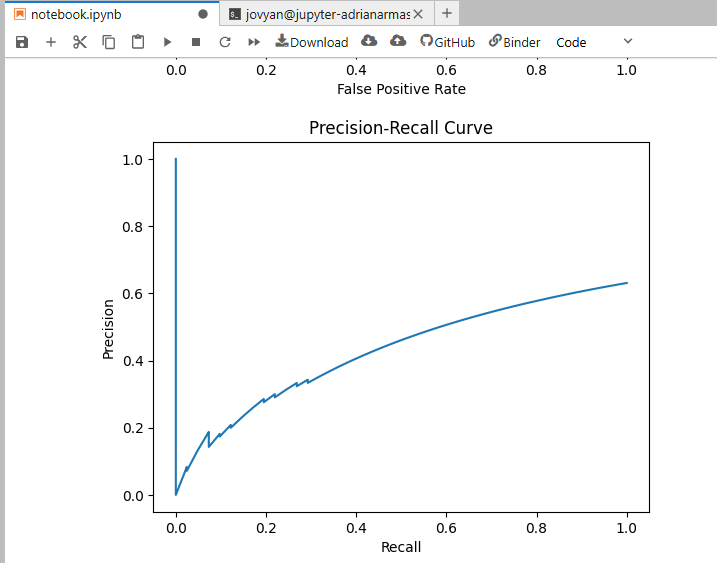 notebook.ipynb
jovyan@jupyter-adrianarmas
Download GitHub Binder Code
0.0 0.2 0.4 0.6 0.8 1.0
False Positive Rate
Precision-Recall Curve
1.0
0.8
0.6
0.4
0.2
0.0
Precision
0.0 0.2 0.4 0.6 0.8 1.0
Recall